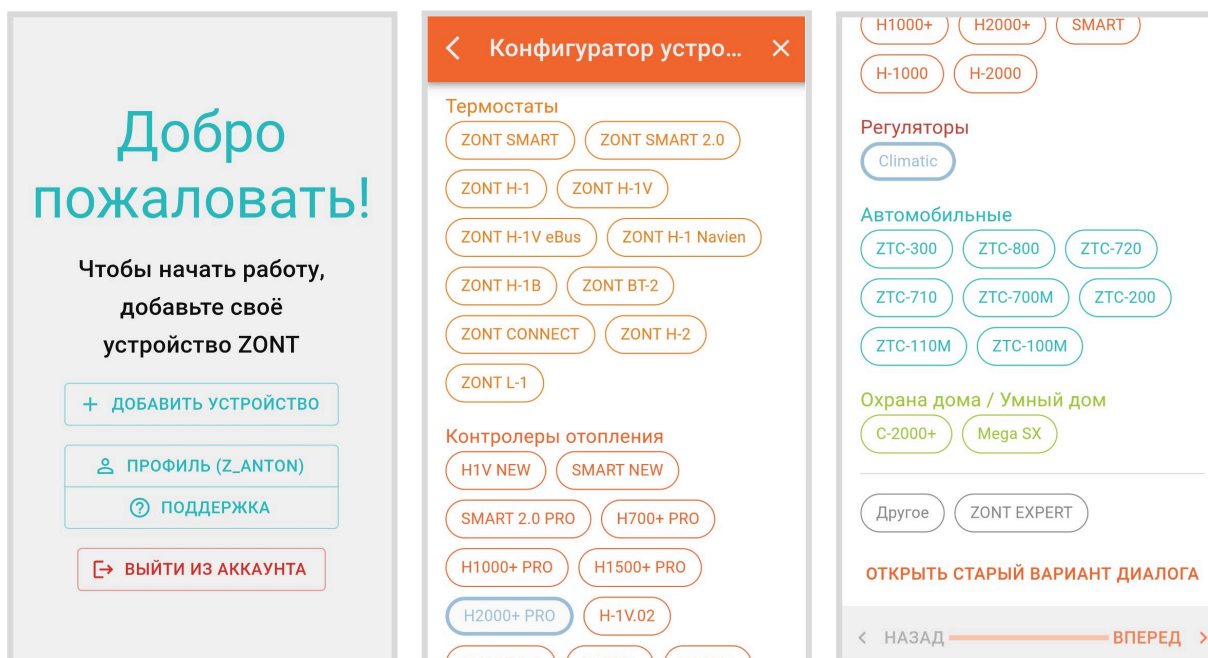 Добро
пожаловать!
Чтобы начать работу,
добавьте своё
устройство ZONT
+ ДОБАВИТЬ УСТРОЙСТВО
ПРОФИЛЬ (Z_ANTON)
ПОДДЕРЖКА
ВЫЙТИ ИЗ АККАУНТА
Конфигуратор устро...
Термостаты
ZONT SMART ZONT SMART 2.0
ZONT H-1 ZONT H-1V
ZONT H-1V eBus ZONT H-1 Navien
ZONT H-1B ZONT BT-2
ZONT CONNECT ZONT H-2
ZONT L-1
Контролеры отопления
H1V NEW SMART NEW
SMART 2.0 PRO H700+ PRO
H1000+ PRO H1500+ PRO
H2000+ PRO H-1V.02
H1000+ H2000+ SMART
H-1000 H-2000
Регуляторы
Climatic
Автомобильные
ZTC-300 ZTC-800 ZTC-720
ZTC-710 ZTC-700M ZTC-200
ZTC-110M ZTC-100M
Охрана дома / Умный дом
C-2000+ Mega SX
Другое ZONT EXPERT
ОТКРЫТЬ СТАРЫЙ ВАРИАНТ ДИАЛОГА
НАЗАД ВПЕРЕД